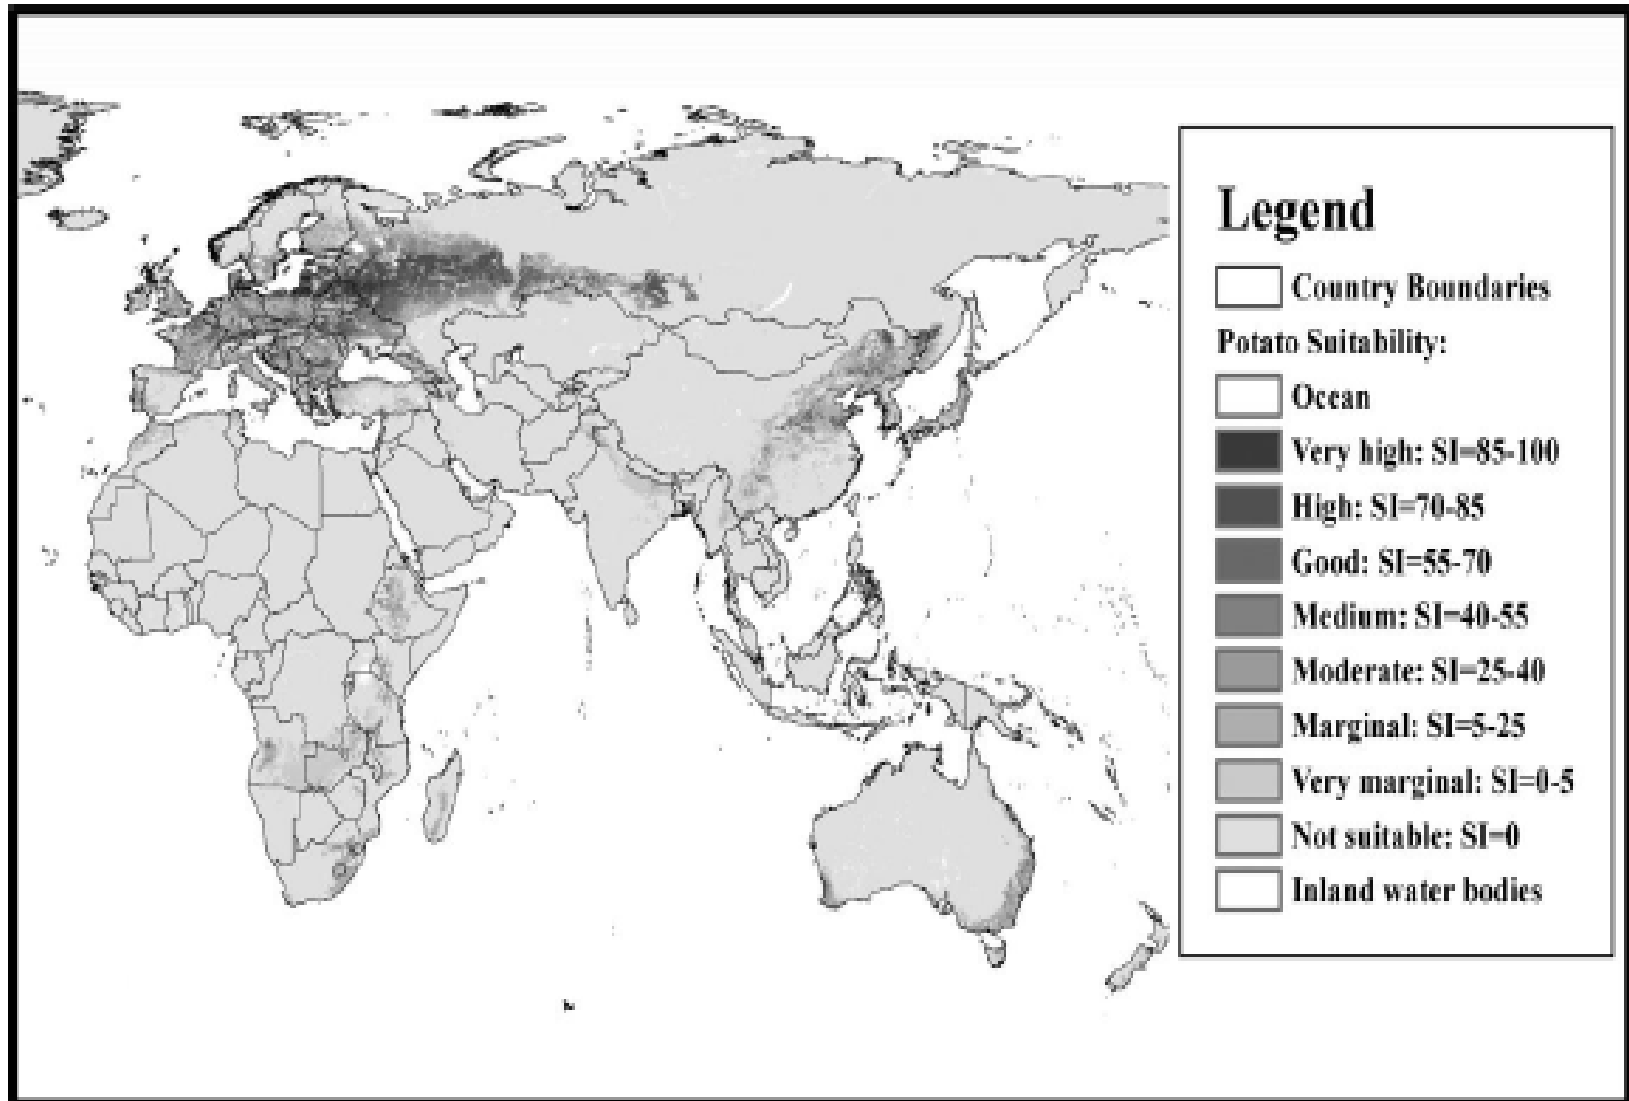 Legend
Country Boundaries
Potato Suitability:
Ocean
Very high: SI=85-100
High: SI=70-85
Good: SI=55-70
Medium: SI=40-55
Moderate: SI=25-40
Marginal: SI=5-25
Very marginal: SI=0-5
Not suitable: SI=0
Inland water bodies